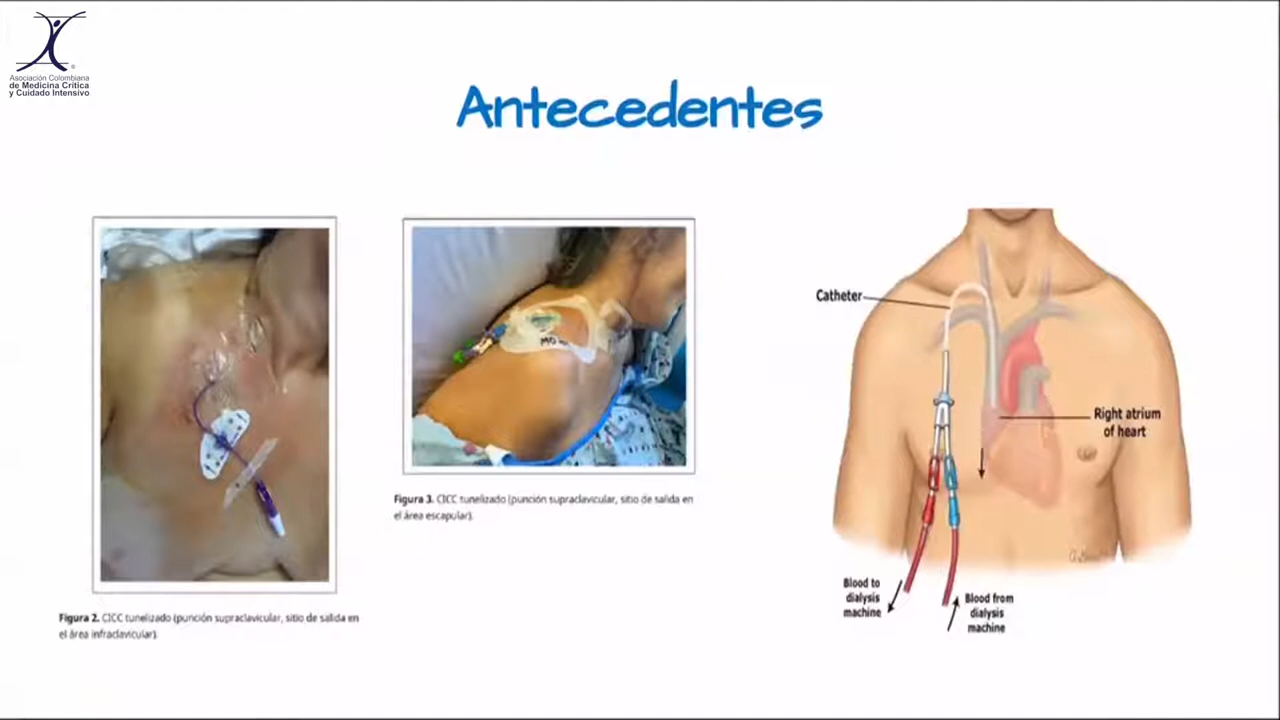 Asociación Colombiana
de Medicina Crítica
y Cuidado Intensivo
Antecedentes
Figura 2. CICC tunelizado (punción supraclavicular, sitio de salida en
el área infraclavicular).
Figura 3. CICC tunelizado (punción supraclavicular, sitio de salida en
el área escapular).
Catheter
Right atrium
of heart
Blood to
dialysis
machine
Blood from
dialysis
machine